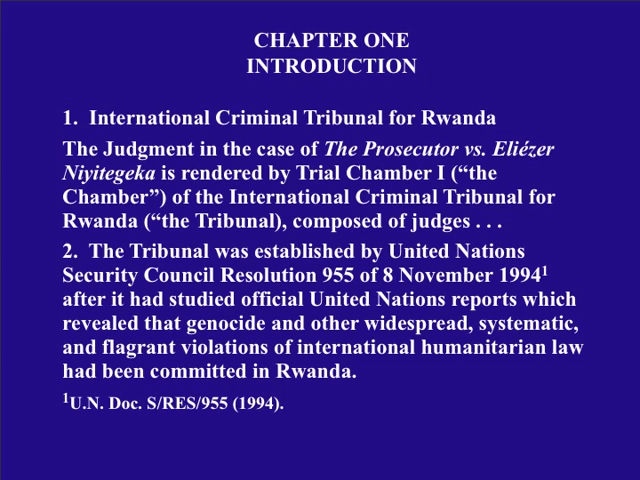 CHAPTER ONE
INTRODUCTION
1.  International Criminal Tribunal for Rwanda
The Judgment in the case of The Prosecutor vs. Eliézer
Niyitegeka is rendered by Trial Chamber I (“the
Chamber”) of the International Criminal Tribunal for
Rwanda (“the Tribunal), composed of judges . . .
2.  The Tribunal was established by United Nations
Security Council Resolution 955 of 8 November 1994¹
after it had studied official United Nations reports which
revealed that genocide and other widespread, systematic,
and flagrant violations of international humanitarian law
had been committed in Rwanda.
¹U.N. Doc. S/RES/955 (1994).